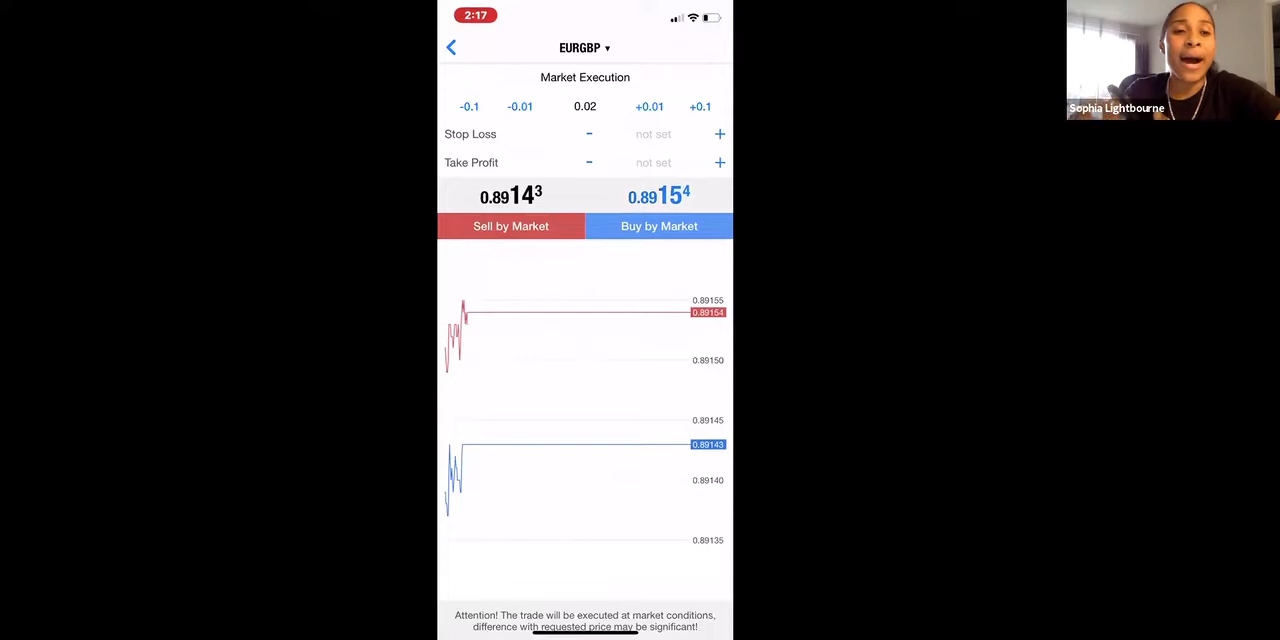 2:17
EURGBP ▾
Market Execution
-0.1 -0.01 0.02 +0.01 +0.1
Stop Loss - not set +
Take Profit - not set +
0.89143 0.89154
Sell by Market Buy by Market
0.89155
0.89154
0.89150
0.89145
0.89143
0.89140
0.89135
Attention! The trade will be executed at market conditions,
difference with requested price may be significant!
Sophia Lightbourne